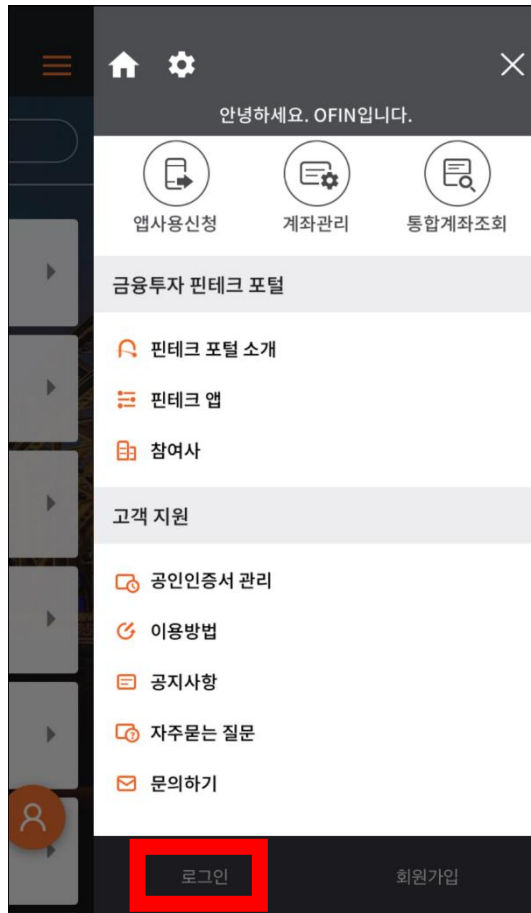 안녕하세요. OFIN입니다.
앱사용신청 계좌관리 통합계좌조회
금융투자 핀테크 포털
핀테크 포털 소개
핀테크 앱
참여사
고객 지원
공인인증서 관리
이용방법
공지사항
자주묻는 질문
문의하기
로그인 회원가입